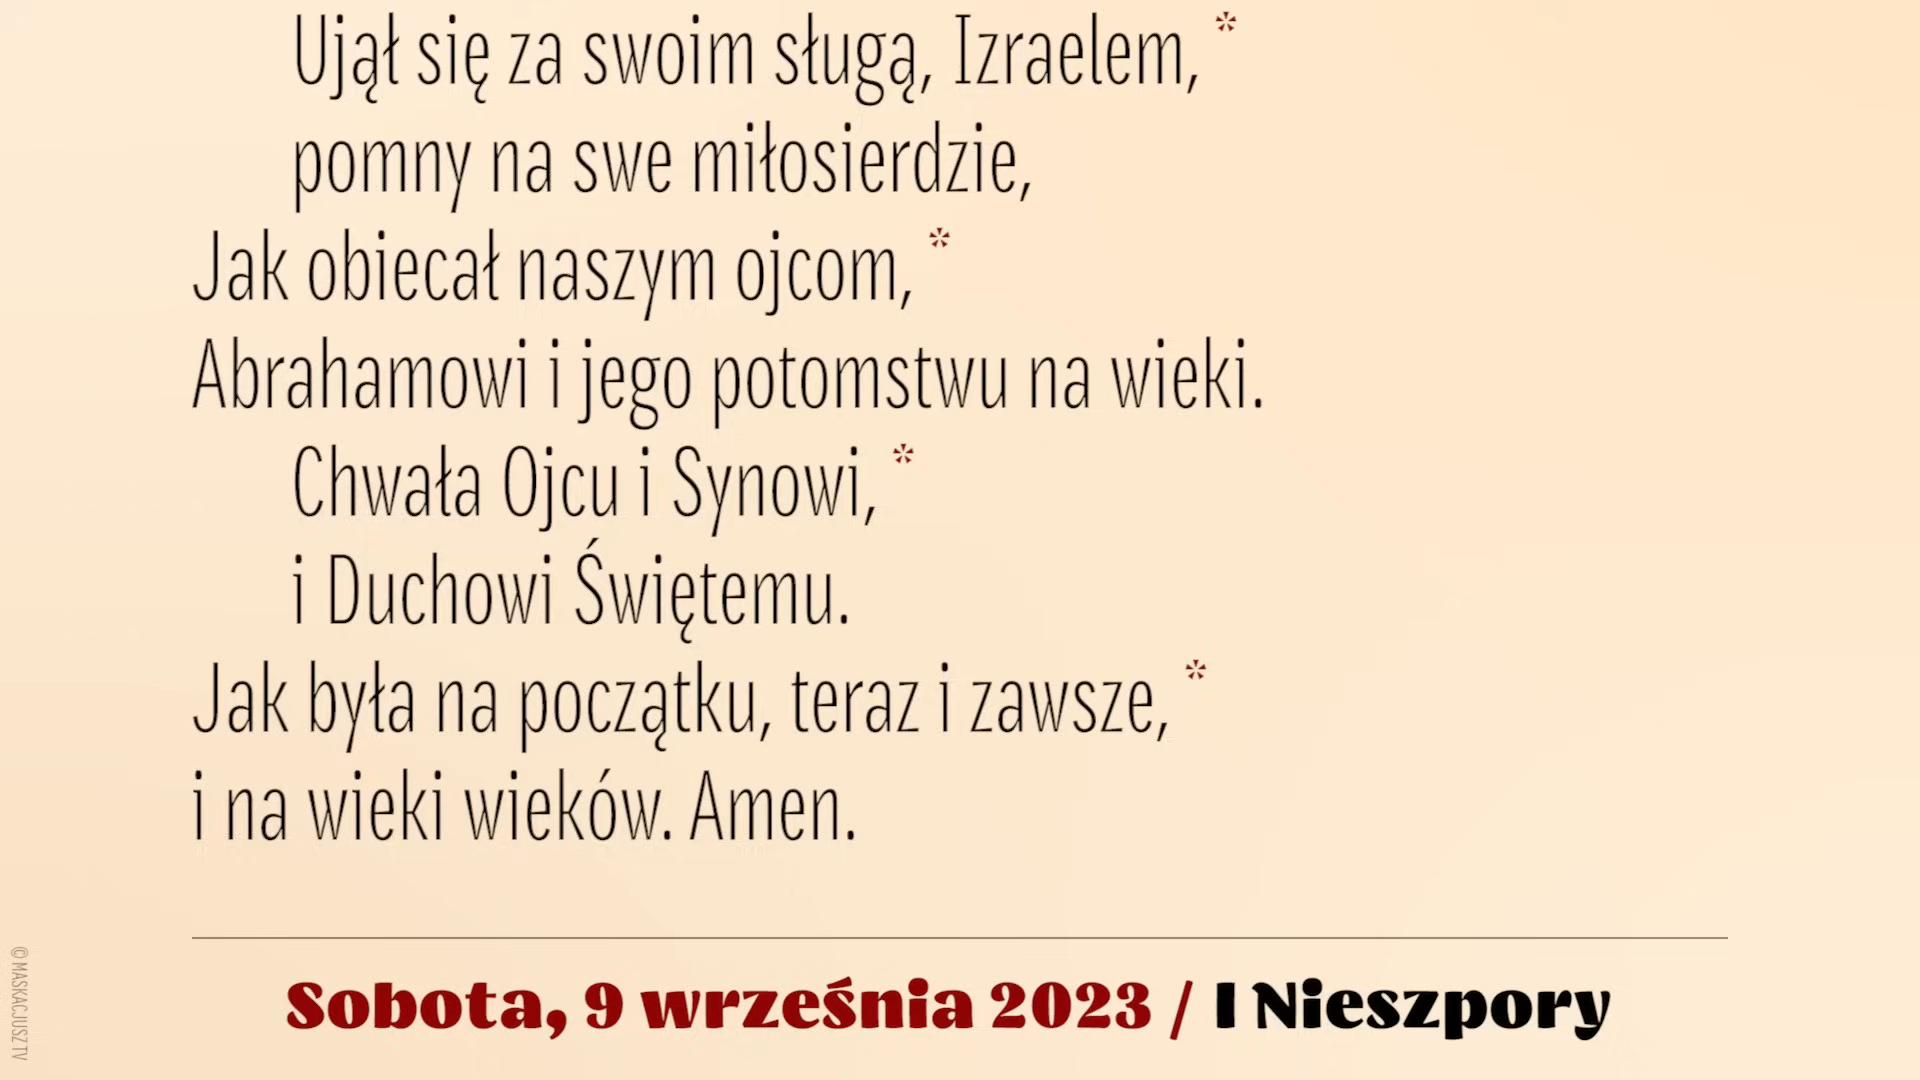 Ujął się za swoim sługą, Izraelem, *
pomny na swe miłosierdzie,
Jak obiecał naszym ojcom, *
Abrahamowi i jego potomstwu na wieki.
Chwała Ojcu i Synowi, *
i Duchowi Świętemu.
Jak była na początku, teraz i zawsze, *
i na wieki wieków. Amen.
Sobota, 9 września 2023 / I Nieszpory
© MASKACJUSZ TV